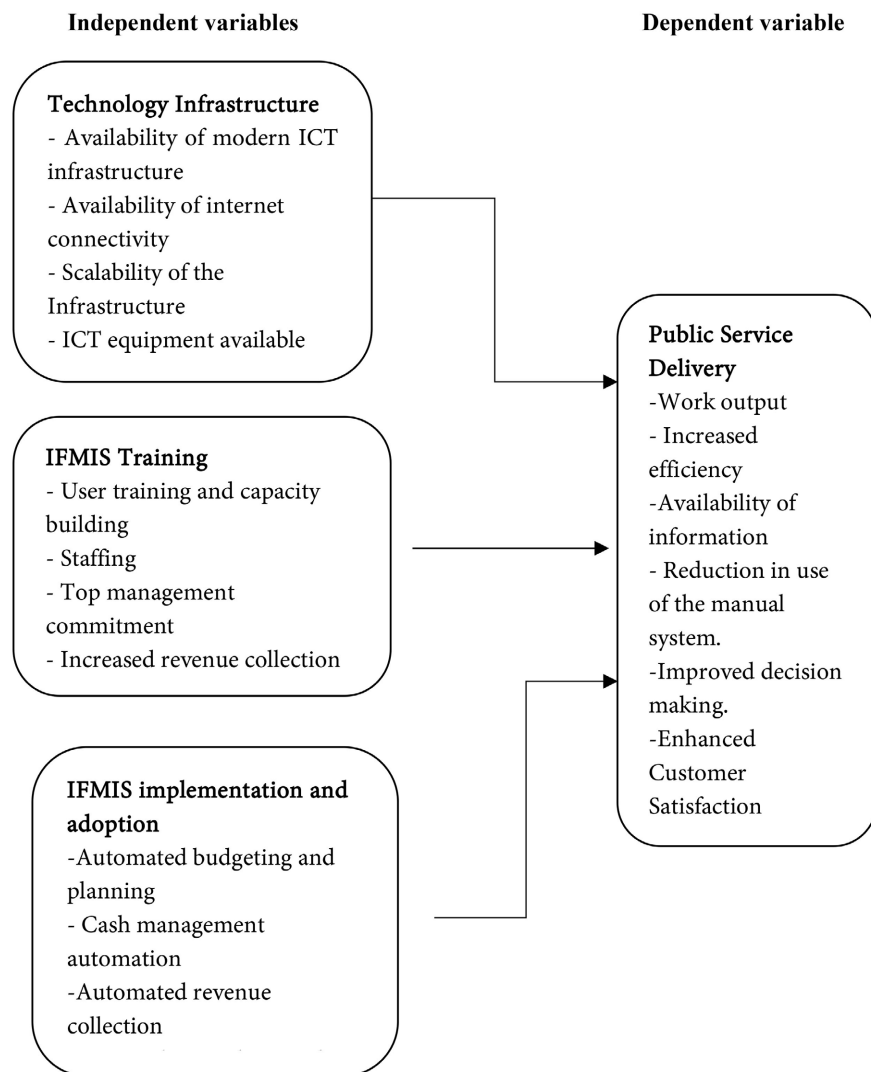 Independent variables
Dependent variable
Technology Infrastructure
- Availability of modern ICT
infrastructure
- Availability of internet
connectivity
- Scalability of the
Infrastructure
- ICT equipment available
IFMIS Training
- User training and capacity
building
- Staffing
- Top management
commitment
- Increased revenue collection
IFMIS implementation and
adoption
-Automated budgeting and
planning
- Cash management
automation
-Automated revenue
collection
Public Service
Delivery
-Work output
- Increased
efficiency
-Availability of
information
- Reduction in use
of the manual
system.
-Improved decision
making.
-Enhanced
Customer
Satisfaction